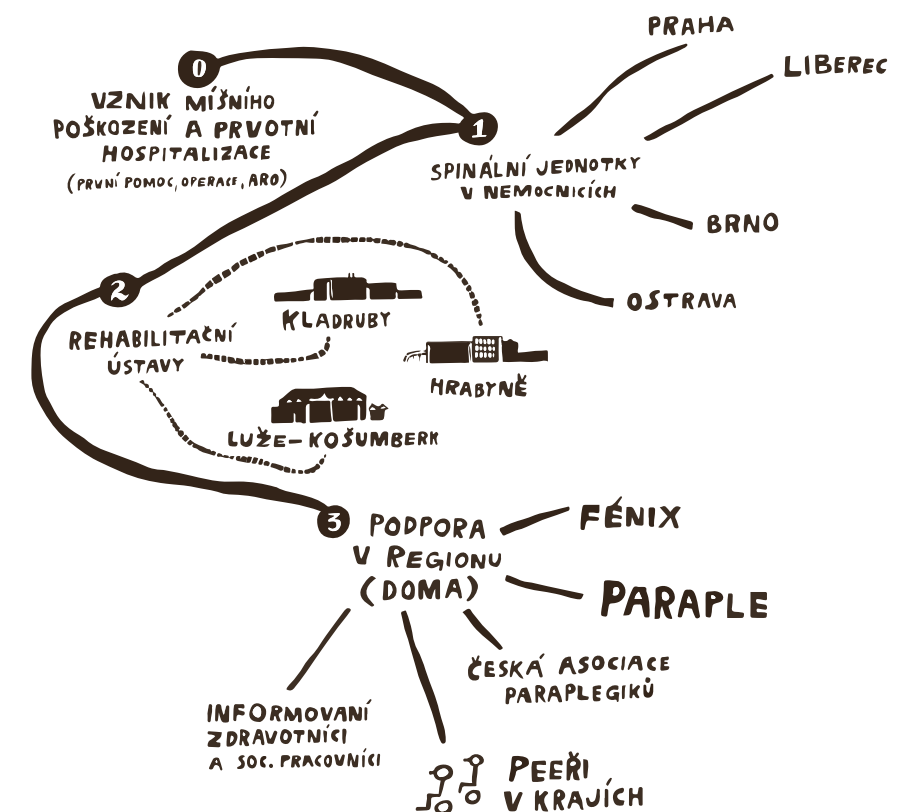 0
VZNIK MÍŠNÍHO
POŠKOZENÍ A PRVOTNÍ
HOSPITALIZACE
(PRVNÍ POMOC, OPERACE, ARO)
1
SPINÁLNÍ JEDNOTKY
V NEMOCNICÍCH
PRAHA
LIBEREC
BRNO
OSTRAVA
2
REHABILITAČNÍ
ÚSTAVY
KLADRUBY
HRABYNĚ
LUŽE-KOŠUMBERK
3
PODPORA
V REGIONU
(DOMA)
FÉNIX
PARAPLE
ČESKÁ ASOCIACE
PARAPLEGIKŮ
PEEŘI
V KRAJÍCH
INFORMOVANÍ
ZDRAVOTNÍCI
A SOC. PRACOVNÍCI